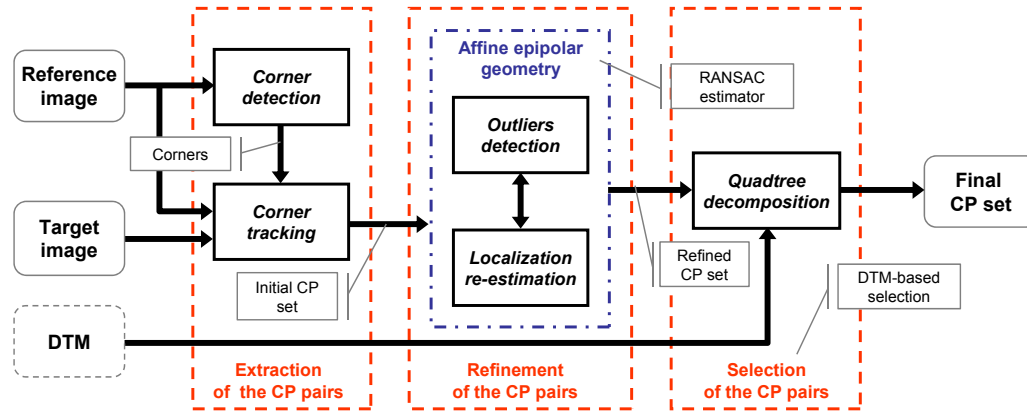 Reference
image
Target
image
DTM
Corner
detection
Corners
Corner
tracking
Initial CP
set
Extraction
of the CP pairs
Affine epipolar
geometry
Outliers
detection
Localization
re-estimation
RANSAC
estimator
Refined
CP set
Refinement
of the CP pairs
Quadtree
decomposition
DTM-based
selection
Selection
of the CP pairs
Final
CP set